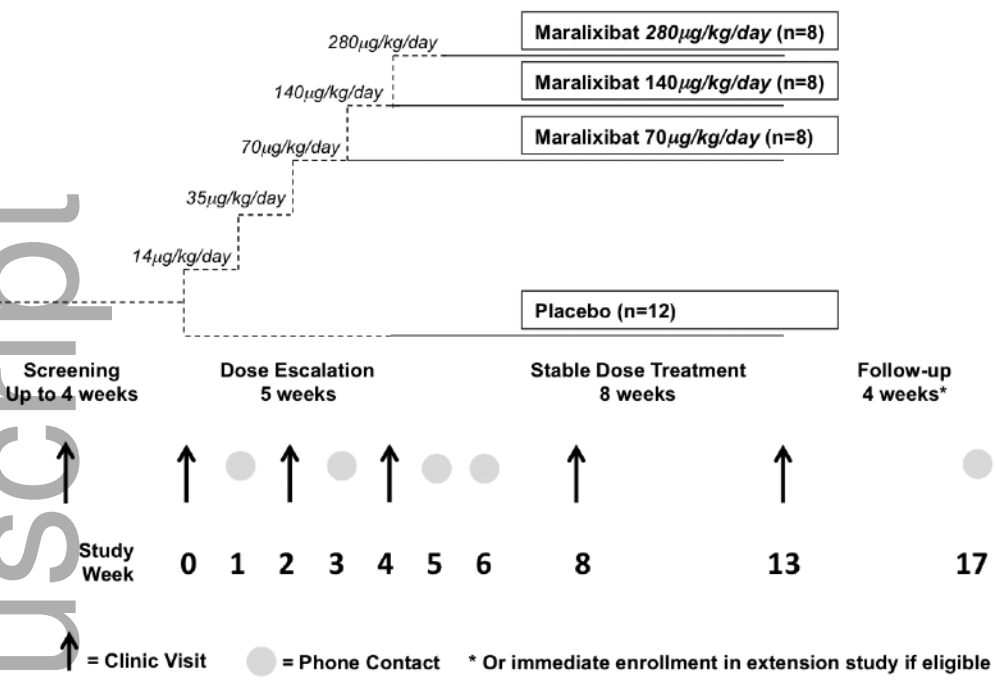 280µg/kg/day
Maralixibat 280µg/kg/day (n=8)
140µg/kg/day
Maralixibat 140µg/kg/day (n=8)
70µg/kg/day
Maralixibat 70µg/kg/day (n=8)
35µg/kg/day
14µg/kg/day
Placebo (n=12)
Screening
Up to 4 weeks
Dose Escalation
5 weeks
Stable Dose Treatment
8 weeks
Follow-up
4 weeks*
Study
Week
0 1 2 3 4 5 6 8 13 17
= Clinic Visit = Phone Contact * Or immediate enrollment in extension study if eligible
uscript